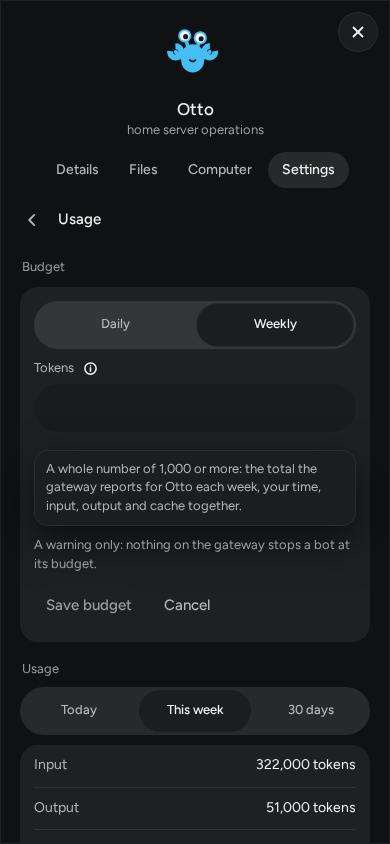 Otto
home server operations
Details Files Computer Settings
Usage
Budget
Daily Weekly
Tokens
A whole number of 1,000 or more: the total the
gateway reports for Otto each week, your time,
input, output and cache together.
A warning only: nothing on the gateway stops a bot at
its budget.
Save budget Cancel
Usage
Today This week 30 days
Input 322,000 tokens
Output 51,000 tokens